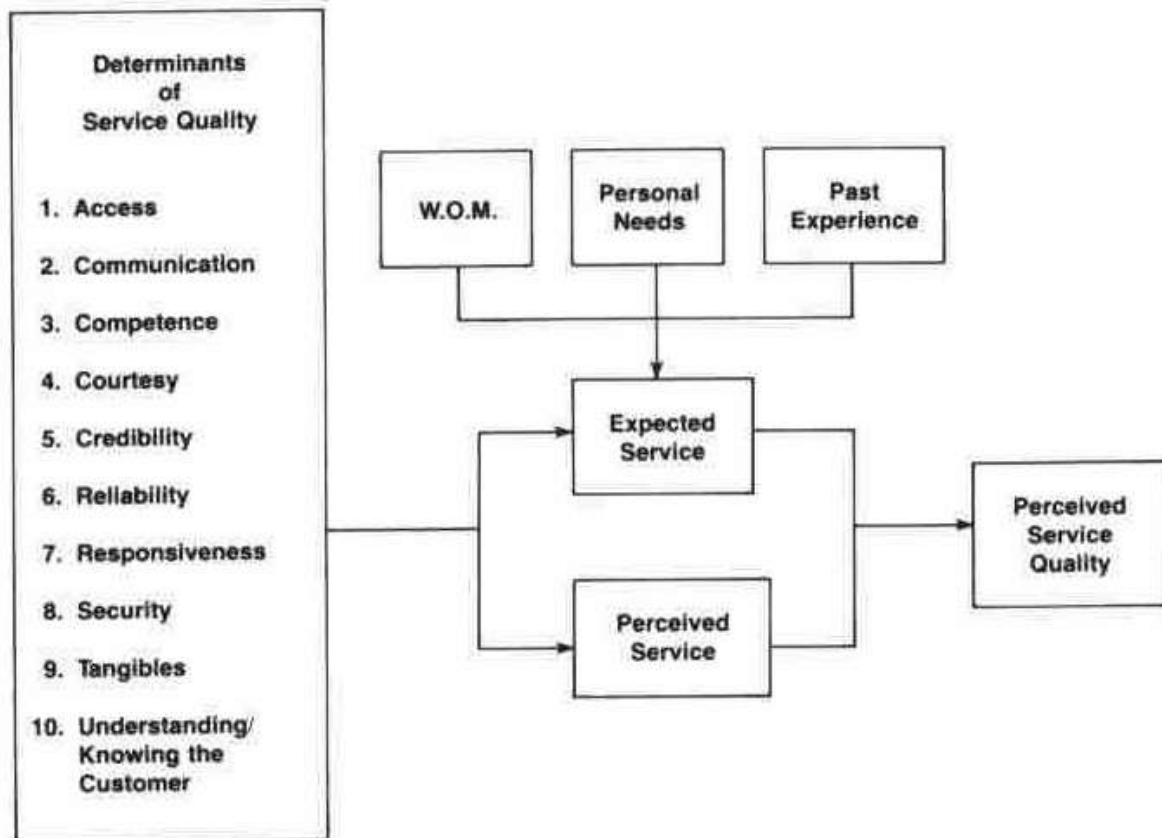 Determinants
of
Service Quality
1. Access
2. Communication
3. Competence
4. Courtesy
5. Credibility
6. Reliability
7. Responsiveness
8. Security
9. Tangibles
10. Understanding/
Knowing the
Customer
W.O.M.
Personal
Needs
Past
Experience
Expected
Service
Perceived
Service
Perceived
Service
Quality